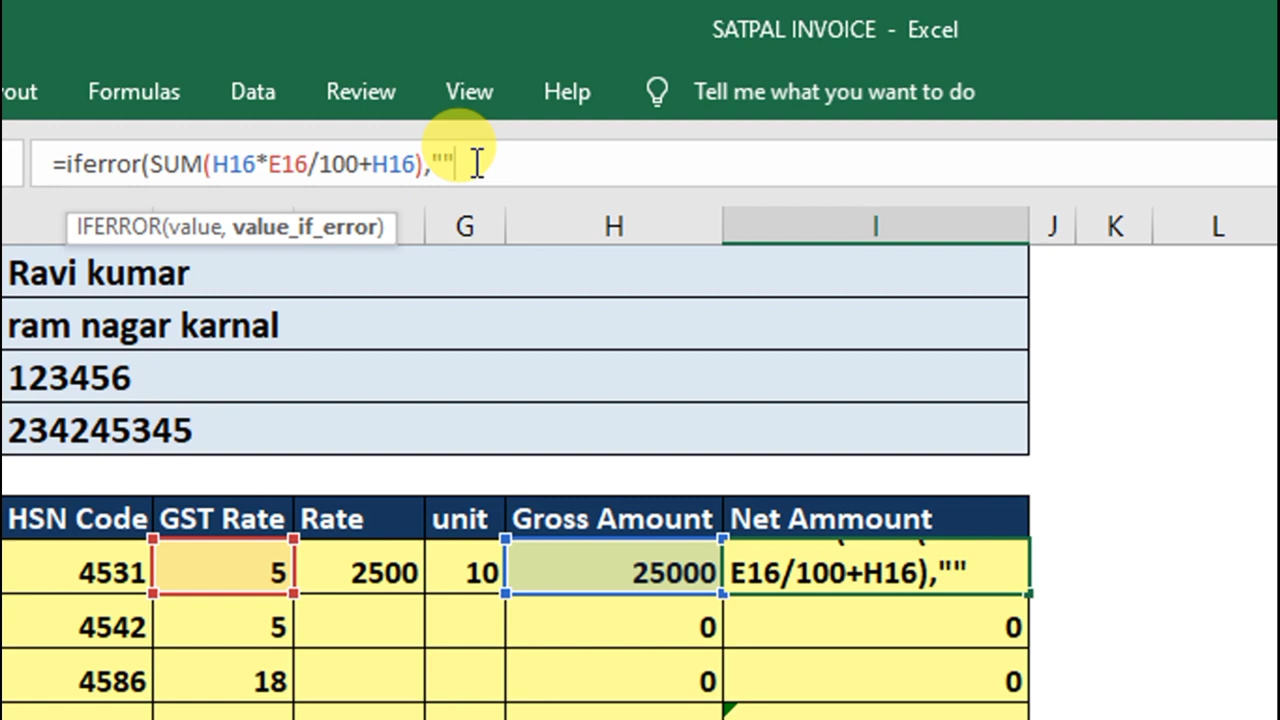 SATPAL INVOICE - Excel
yout Formulas Data Review View Help Tell me what you want to do
=iferror(SUM(H16*E16/100+H16),""
IFERROR(value, value_if_error)
G H I J K L
Ravi kumar
ram nagar karnal
123456
234245345
HSN Code GST Rate Rate unit Gross Amount Net Ammount
4531 5 2500 10 25000 E16/100+H16),""
4542 5 0 0
4586 18 0 0